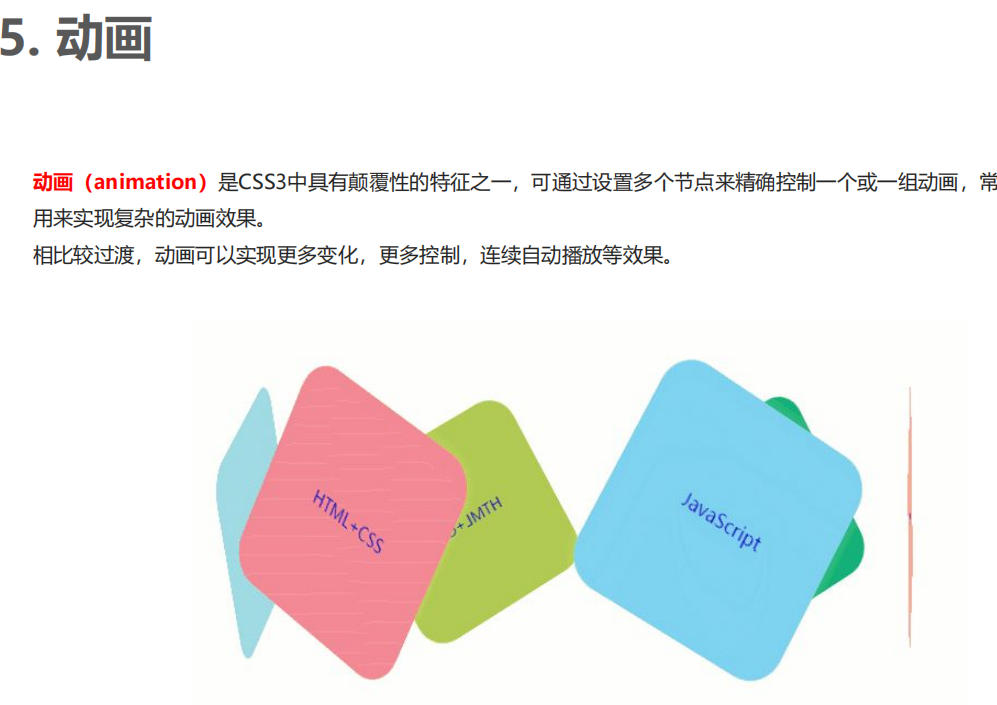 5. 动画
动画（animation）是CSS3中具有颠覆性的特征之一，可通过设置多个节点来精确控制一个或一组动画，常
用来实现复杂的动画效果。
相比较过渡，动画可以实现更多变化，更多控制，连续自动播放等效果。
HTML+CSS
JavaScript